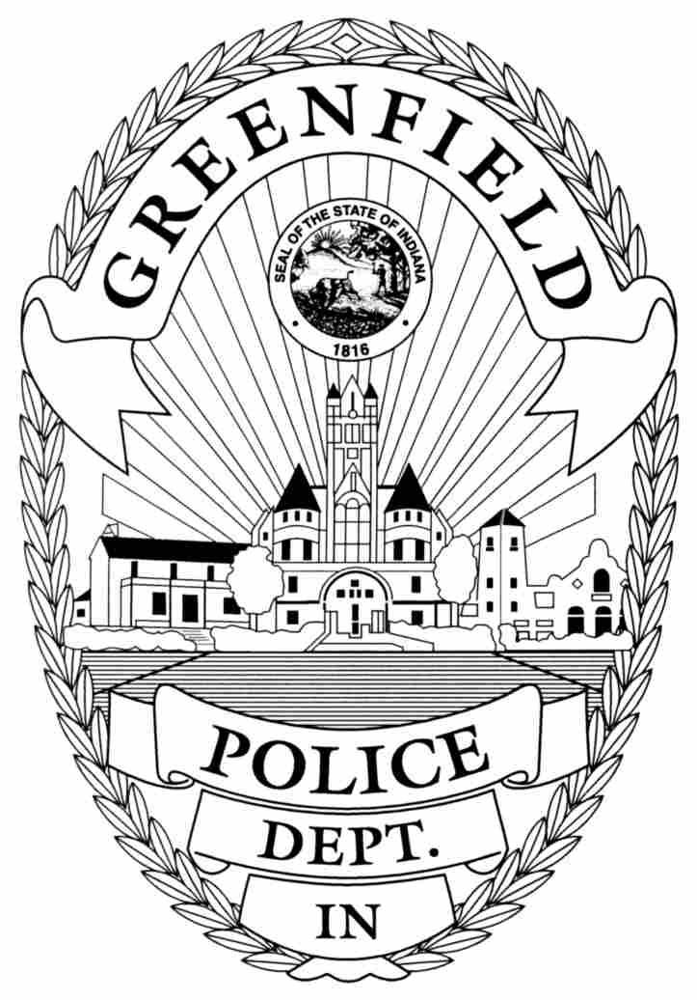 GREENFIELD
SEAL OF THE STATE OF INDIANA
1816
POLICE
DEPT.
IN